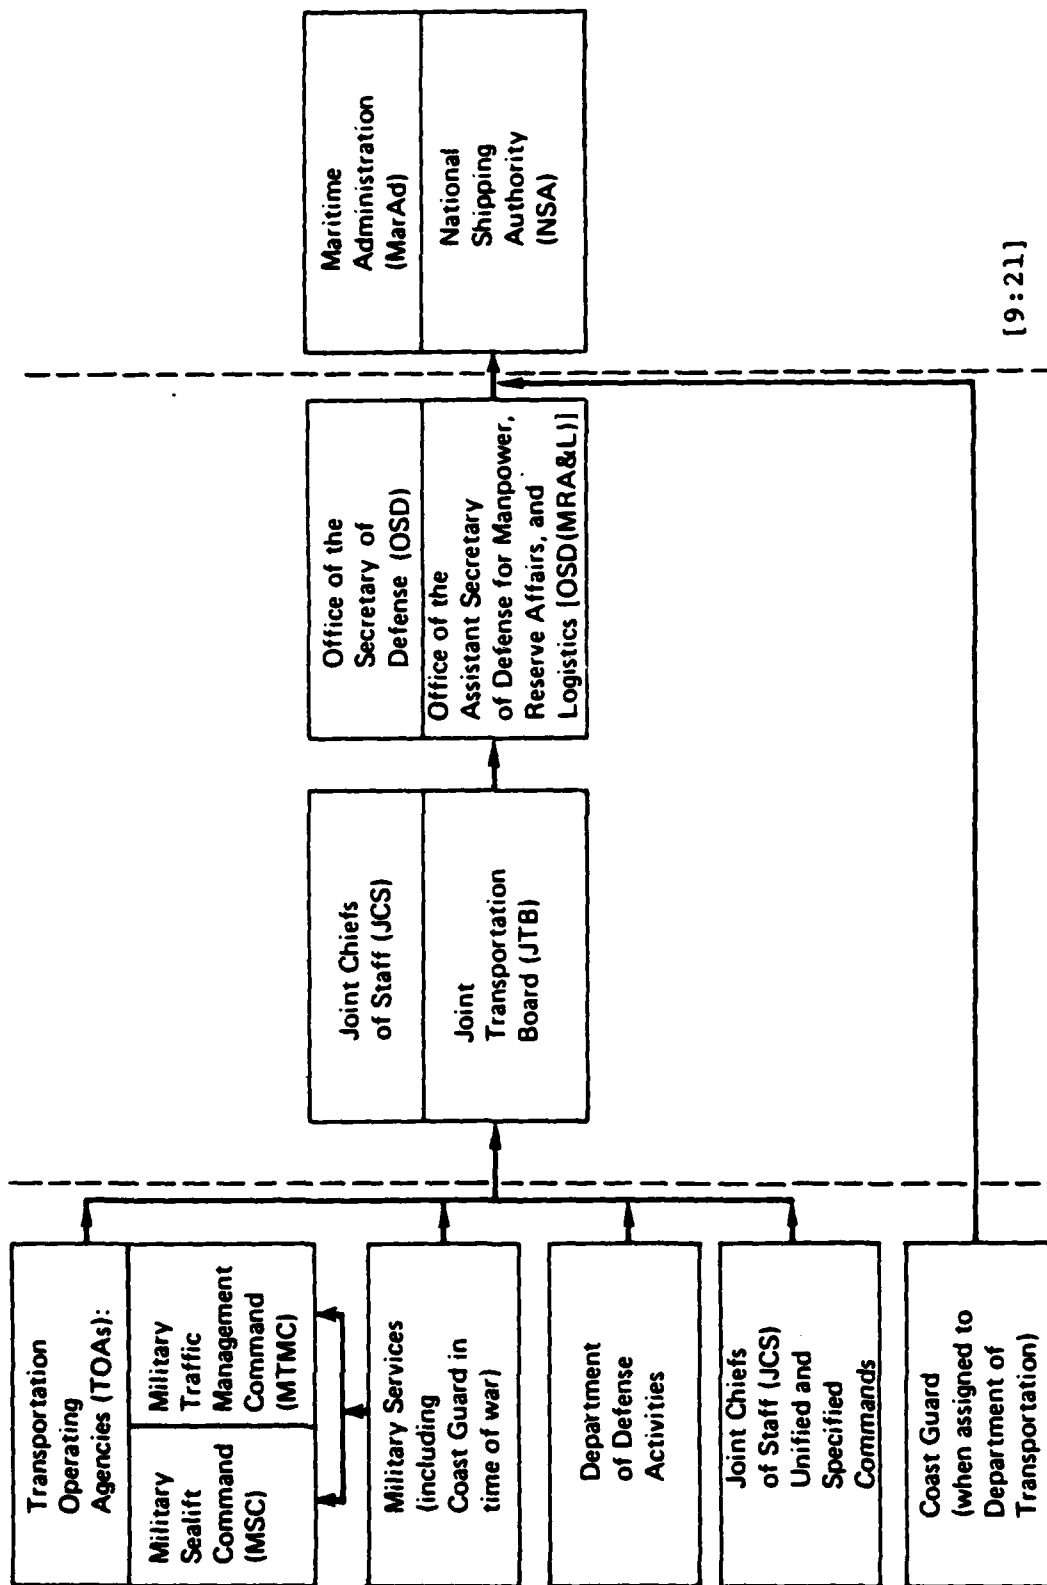 Transportation
Operating
Agencies (TOAs):
Military
Sealift
Command
(MSC)
Military
Traffic
Management
Command
(MTMC)
Military Services
(including
Coast Guard in
time of war)
Department
of Defense
Activities
Joint Chiefs
of Staff (JCS)
Unified and
Specified
Commands
Coast Guard
(when assigned to
Department of
Transportation)
Joint Chiefs
of Staff (JCS)
Joint
Transportation
Board (JTB)
Office of the
Secretary of
Defense (OSD)
Office of the
Assistant Secretary
of Defense for Manpower,
Reserve Affairs, and
Logistics [OSD(MRA&L)]
Maritime
Administration
(MarAd)
National
Shipping
Authority
(NSA)
[9:21]